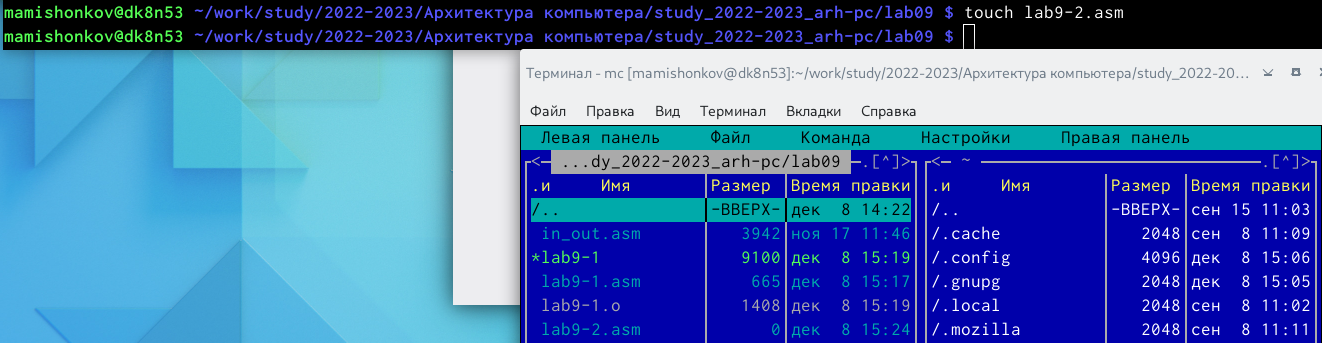 mamishonkov@dk8n53 ~/work/study/2022-2023/Архитектура компьютера/study_2022-2023_arh-pc/lab09 $ touch lab9-2.asm
mamishonkov@dk8n53 ~/work/study/2022-2023/Архитектура компьютера/study_2022-2023_arh-pc/lab09 $
Терминал - mc [mamishonkov@dk8n53]:~/work/study/2022-2023/Архитектура компьютера/study_2022-20...
Файл Правка Вид Терминал Вкладки Справка
Левая панель Файл Команда Настройки Правая панель
<- ...dy_2022-2023_arh-pc/lab09 -.[^]> <- ~ .[^]>
.и Имя Размер Время правки .и Имя Размер Время правки
/.. -ВВЕРХ- дек 8 14:22 /.. -ВВЕРХ- сен 15 11:03
in_out.asm 3942 ноя 17 11:46 /.cache 2048 сен 8 11:09
*lab9-1 9100 дек 8 15:19 /.config 4096 дек 8 15:06
lab9-1.asm 665 дек 8 15:17 /.gnupg 2048 дек 8 15:05
lab9-1.o 1408 дек 8 15:19 /.local 2048 сен 8 11:02
lab9-2.asm 0 дек 8 15:24 /.mozilla 2048 сен 8 11:11